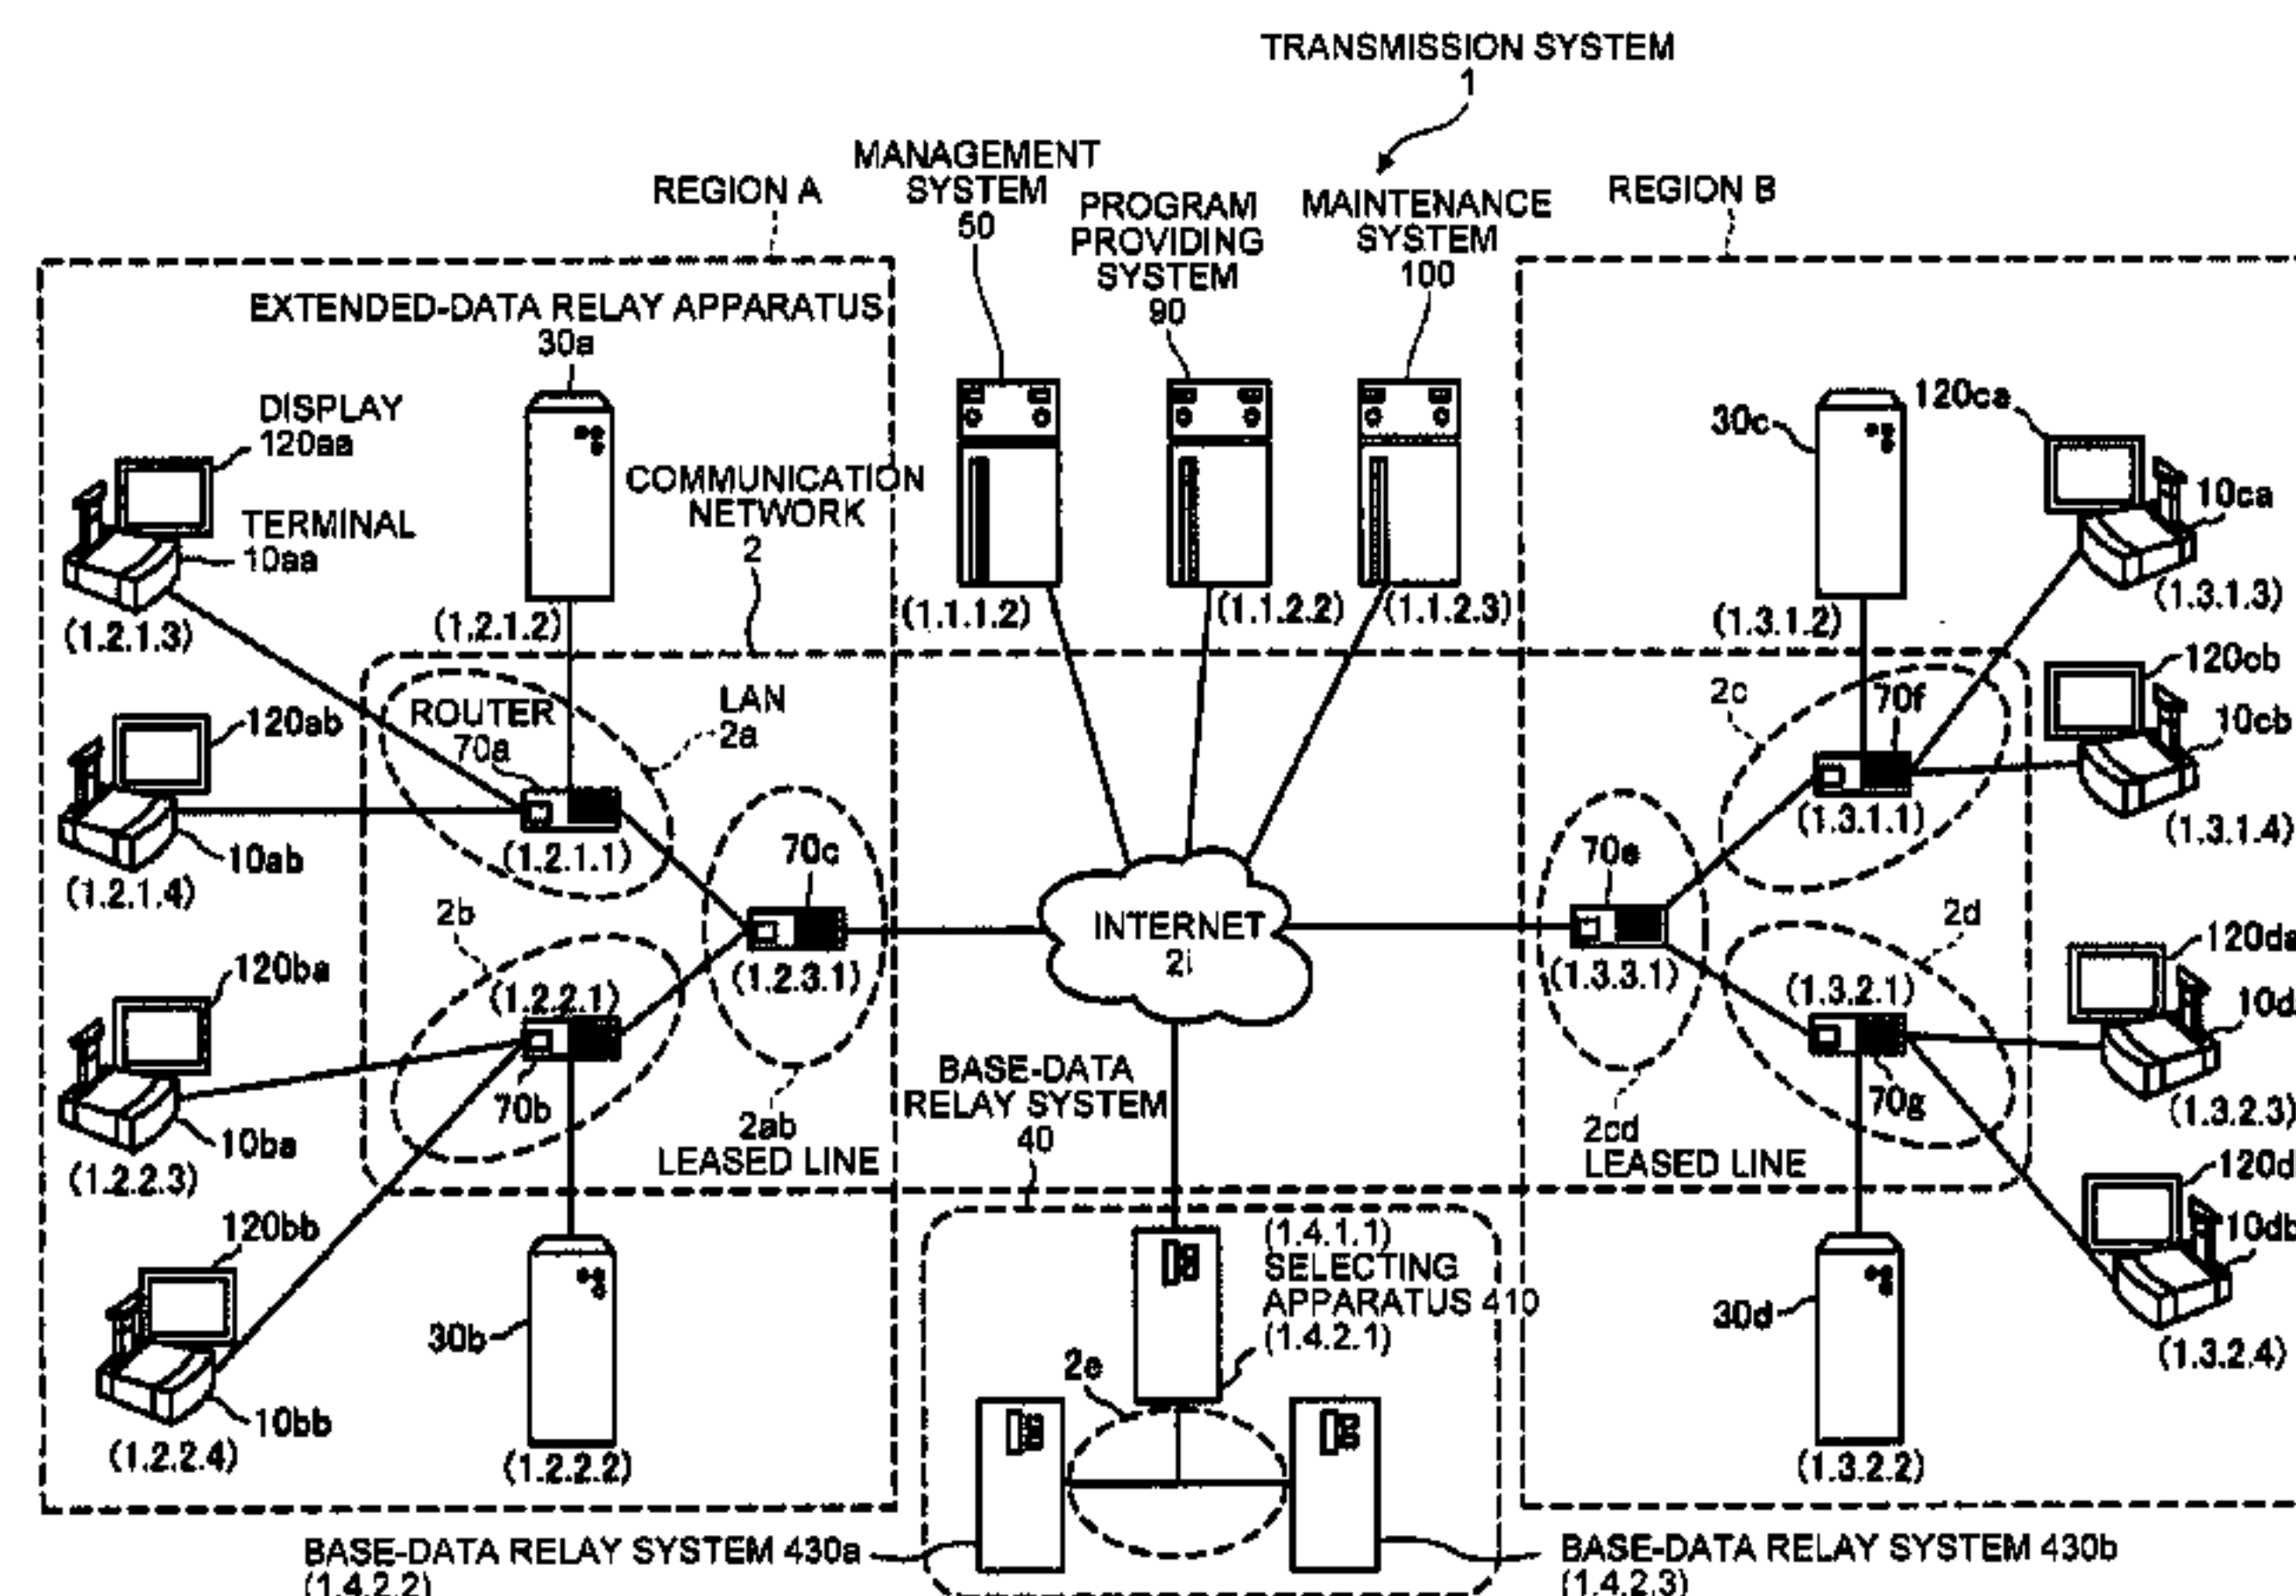 TRANSMISSION SYSTEM
1
MANAGEMENT
SYSTEM
50
PROGRAM
PROVIDING
SYSTEM
90
MAINTENANCE
SYSTEM
100
REGION A
REGION B
EXTENDED-DATA RELAY APPARATUS
30a
DISPLAY
120aa
TERMINAL
10aa
(1.2.1.3)
(1.2.1.2)
COMMUNICATION
NETWORK
2
(1.1.1.2)
(1.1.2.2)
(1.1.2.3)
30c
120ca
10ca
(1.3.1.3)
(1.3.1.2)
120ab
10ab
(1.2.1.4)
ROUTER
70a
(1.2.1.1)
LAN
2a
2c
70f
(1.3.1.1)
120cb
10cb
(1.3.1.4)
70c
(1.2.3.1)
INTERNET
2i
70e
(1.3.3.1)
2b
(1.2.2.1)
70b
120ba
10ba
(1.2.2.3)
2ab
LEASED LINE
BASE-DATA
RELAY SYSTEM
40
2cd
LEASED LINE
2d
(1.3.2.1)
70g
120da
10d
(1.3.2.3)
120bb
10bb
(1.2.2.4)
30b
(1.2.2.2)
(1.4.1.1)
SELECTING
APPARATUS 410
(1.4.2.1)
2e
30d
(1.3.2.2)
120d
10db
(1.3.2.4)
BASE-DATA RELAY SYSTEM 430a
(1.4.2.2)
BASE-DATA RELAY SYSTEM 430b
(1.4.2.3)